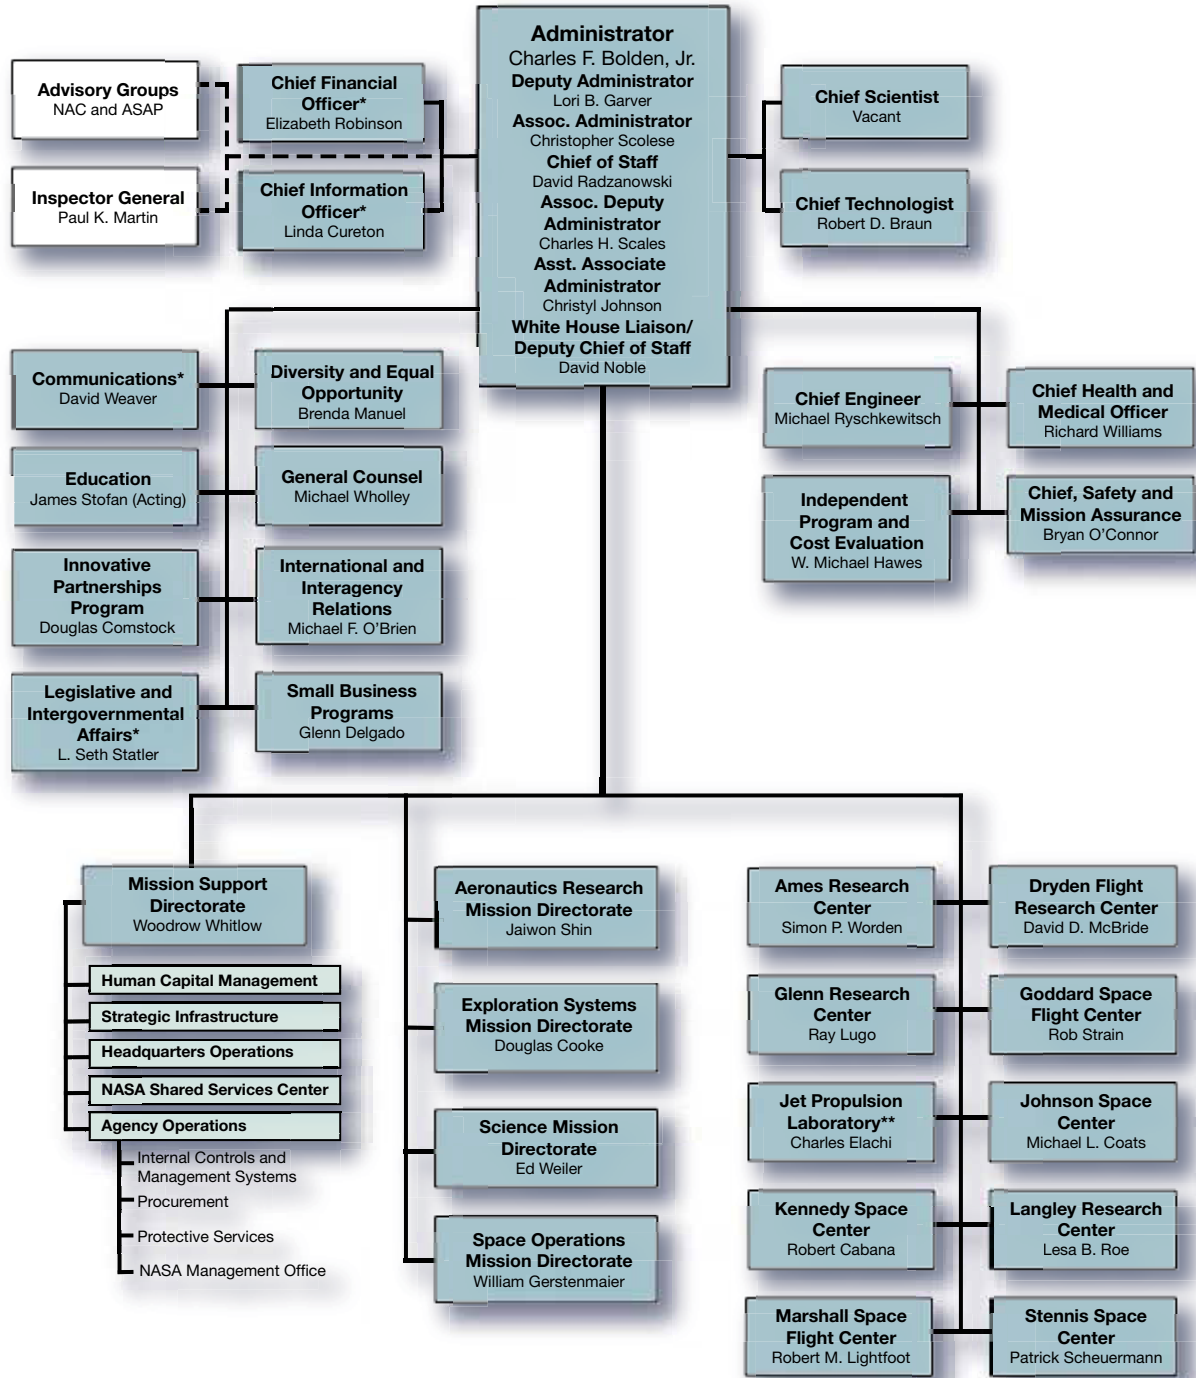 Administrator
Charles F. Bolden, Jr.
Deputy Administrator
Lori B. Garver
Assoc. Administrator
Christopher Scolese
Chief of Staff
David Radzanowski
Assoc. Deputy
Administrator
Charles H. Scales
Asst. Associate
Administrator
Christyl Johnson
White House Liaison/
Deputy Chief of Staff
David Noble
Advisory Groups
NAC and ASAP
Inspector General
Paul K. Martin
Chief Financial
Officer*
Elizabeth Robinson
Chief Information
Officer*
Linda Cureton
Chief Scientist
Vacant
Chief Technologist
Robert D. Braun
Communications*
David Weaver
Diversity and Equal
Opportunity
Brenda Manuel
Education
James Stofan (Acting)
General Counsel
Michael Wholley
Innovative
Partnerships
Program
Douglas Comstock
International and
Interagency
Relations
Michael F. O’Brien
Legislative and
Intergovernmental
Affairs*
L. Seth Statler
Small Business
Programs
Glenn Delgado
Chief Engineer
Michael Ryschkewitsch
Chief Health and
Medical Officer
Richard Williams
Independent
Program and
Cost Evaluation
W. Michael Hawes
Chief, Safety and
Mission Assurance
Bryan O’Connor
Mission Support
Directorate
Woodrow Whitlow
Human Capital Management
Strategic Infrastructure
Headquarters Operations
NASA Shared Services Center
Agency Operations
Internal Controls and
Management Systems
Procurement
Protective Services
NASA Management Office
Aeronautics Research
Mission Directorate
Jaiwon Shin
Exploration Systems
Mission Directorate
Douglas Cooke
Science Mission
Directorate
Ed Weiler
Space Operations
Mission Directorate
William Gerstenmaier
Ames Research
Center
Simon P. Worden
Dryden Flight
Research Center
David D. McBride
Glenn Research
Center
Ray Lugo
Goddard Space
Flight Center
Rob Strain
Jet Propulsion
Laboratory**
Charles Elachi
Johnson Space
Center
Michael L. Coats
Kennedy Space
Center
Robert Cabana
Langley Research
Center
Lesa B. Roe
Marshall Space
Flight Center
Robert M. Lightfoot
Stennis Space
Center
Patrick Scheuermann